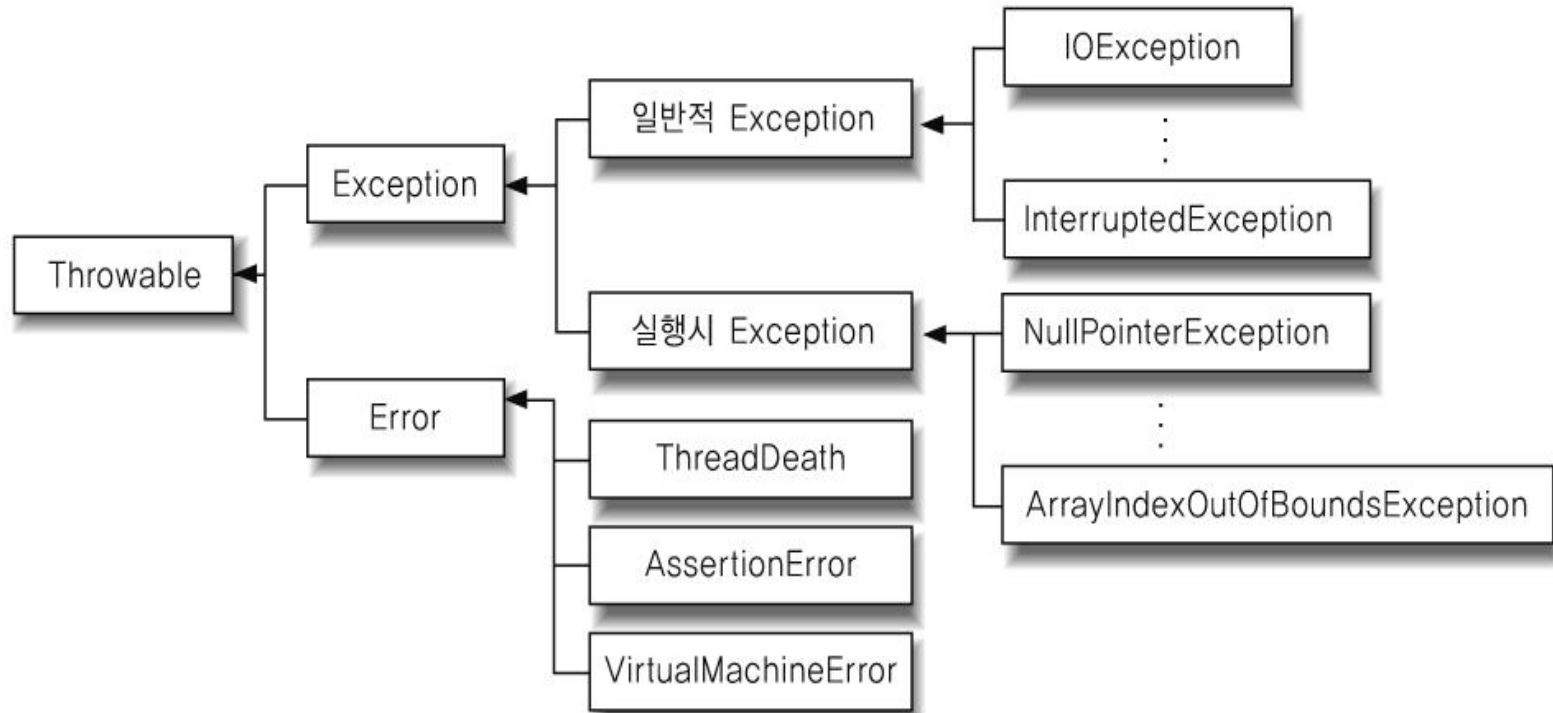 IOException
일반적 Exception
Exception
InterruptedException
Throwable
실행시 Exception
NullPointerException
Error
ThreadDeath
ArrayIndexOutOfBoundsException
AssertionError
VirtualMachineError